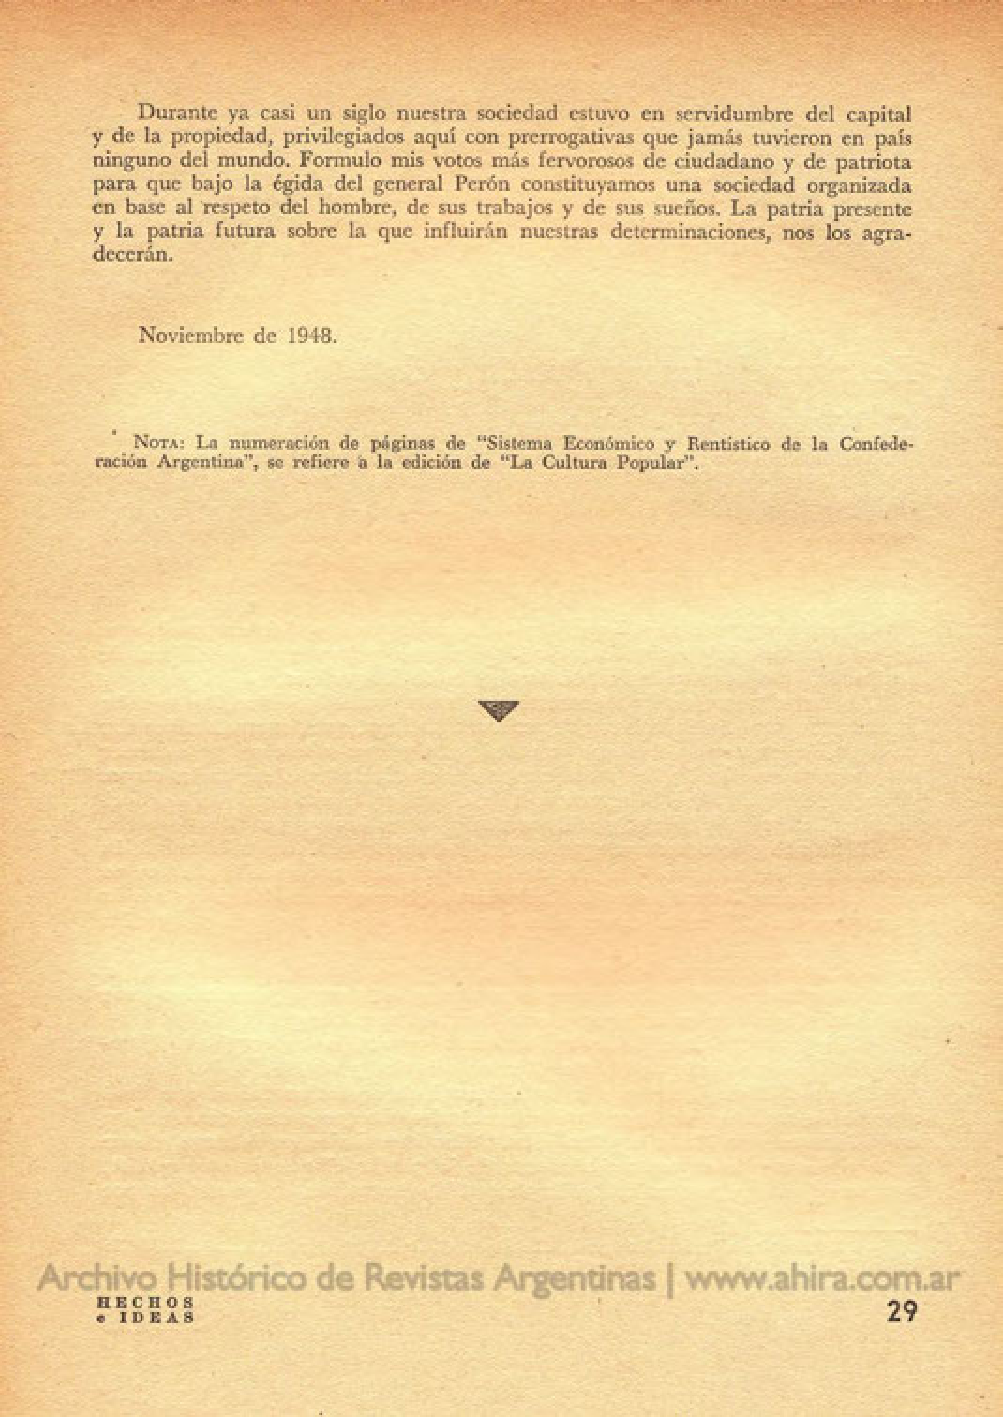 Durante ya casi un siglo nuestra sociedad estuvo en servidumbre del capital
y de la propiedad, privilegiados aquí con prerrogativas que jamás tuvieron en país
ninguno del mundo. Formulo mis votos más fervorosos de ciudadano y de patriota
para que bajo la égida del general Perón constituyamos una sociedad organizada
en base al respeto del hombre, de sus trabajos y de sus sueños. La patria presente
y la patria futura sobre la que influirán nuestras determinaciones, nos los agra-
decerán.
Noviembre de 1948.
NOTA: La numeración de páginas de "Sistema Económico y Rentistico de la Confede-
ración Argentina", se refiere a la edición de "La Cultura Popular".
Archivo Histórico de Revistas Argentinas | www.ahira.com.ar
HECHOS
e IDEAS
29